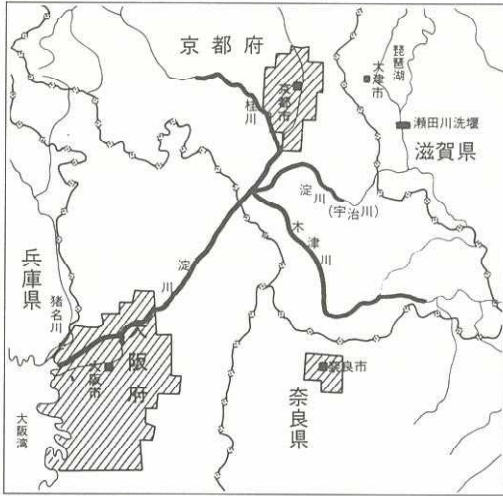 京都府
琵琶湖
大津市
京都市
瀬田川洗堰
桂川
滋賀県
淀川
(宇治川)
木津川
淀川
兵庫県
猪名川
大阪府
大阪市
奈良市
奈良県
大阪湾